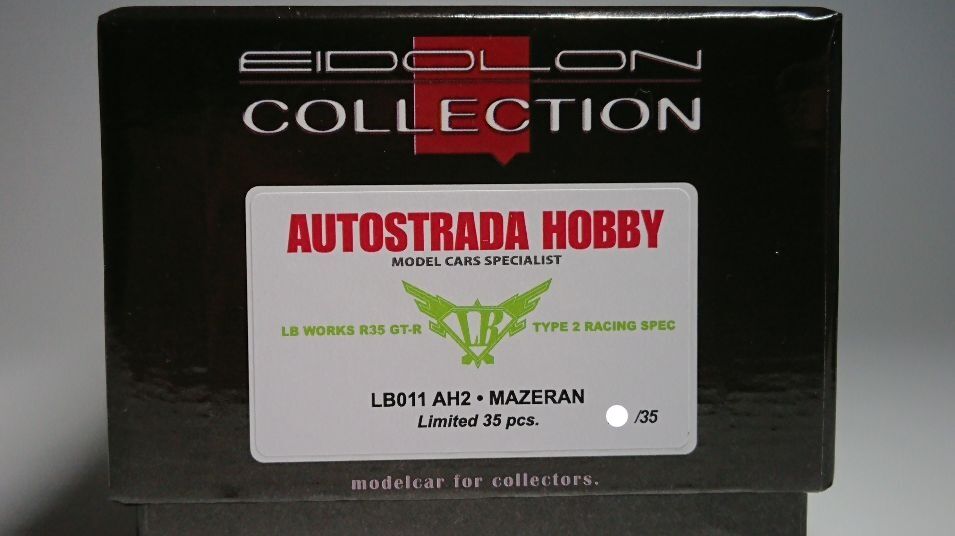 EIDOLON
COLLECTION
AUTOSTRADA HOBBY
MODEL CARS SPECIALIST
LB WORKS R35 GT-R LB TYPE 2 RACING SPEC
LB011 AH2 • MAZERAN
Limited 35 pcs.
/35
modelcar for collectors.